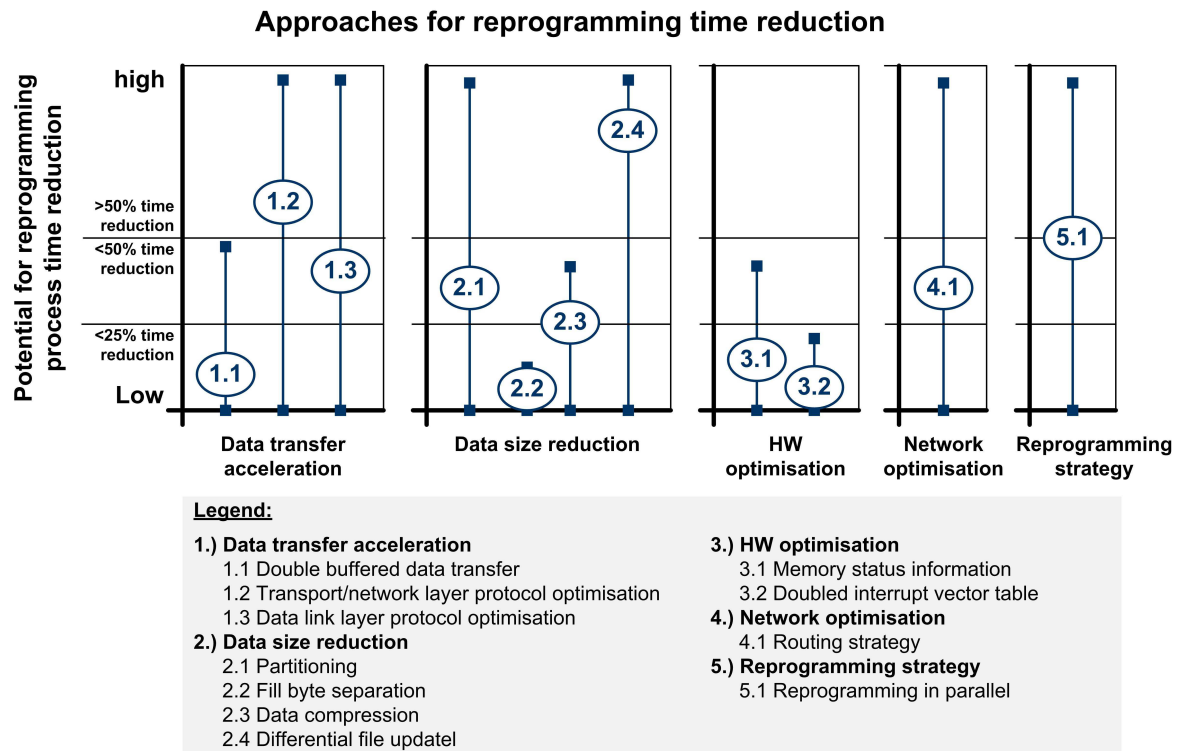 Approaches for reprogramming time reduction
Potential for reprogramming
process time reduction
high
>50% time
reduction
<50% time
reduction
<25% time
reduction
Low
1.1
1.2
1.3
2.1
2.2
2.3
2.4
3.1
3.2
4.1
5.1
Data transfer
acceleration
Data size reduction
HW
optimisation
Network
optimisation
Reprogramming
strategy
Legend:
1.) Data transfer acceleration
1.1 Double buffered data transfer
1.2 Transport/network layer protocol optimisation
1.3 Data link layer protocol optimisation
2.) Data size reduction
2.1 Partitioning
2.2 Fill byte separation
2.3 Data compression
2.4 Differential file updatel
3.) HW optimisation
3.1 Memory status information
3.2 Doubled interrupt vector table
4.) Network optimisation
4.1 Routing strategy
5.) Reprogramming strategy
5.1 Reprogramming in parallel